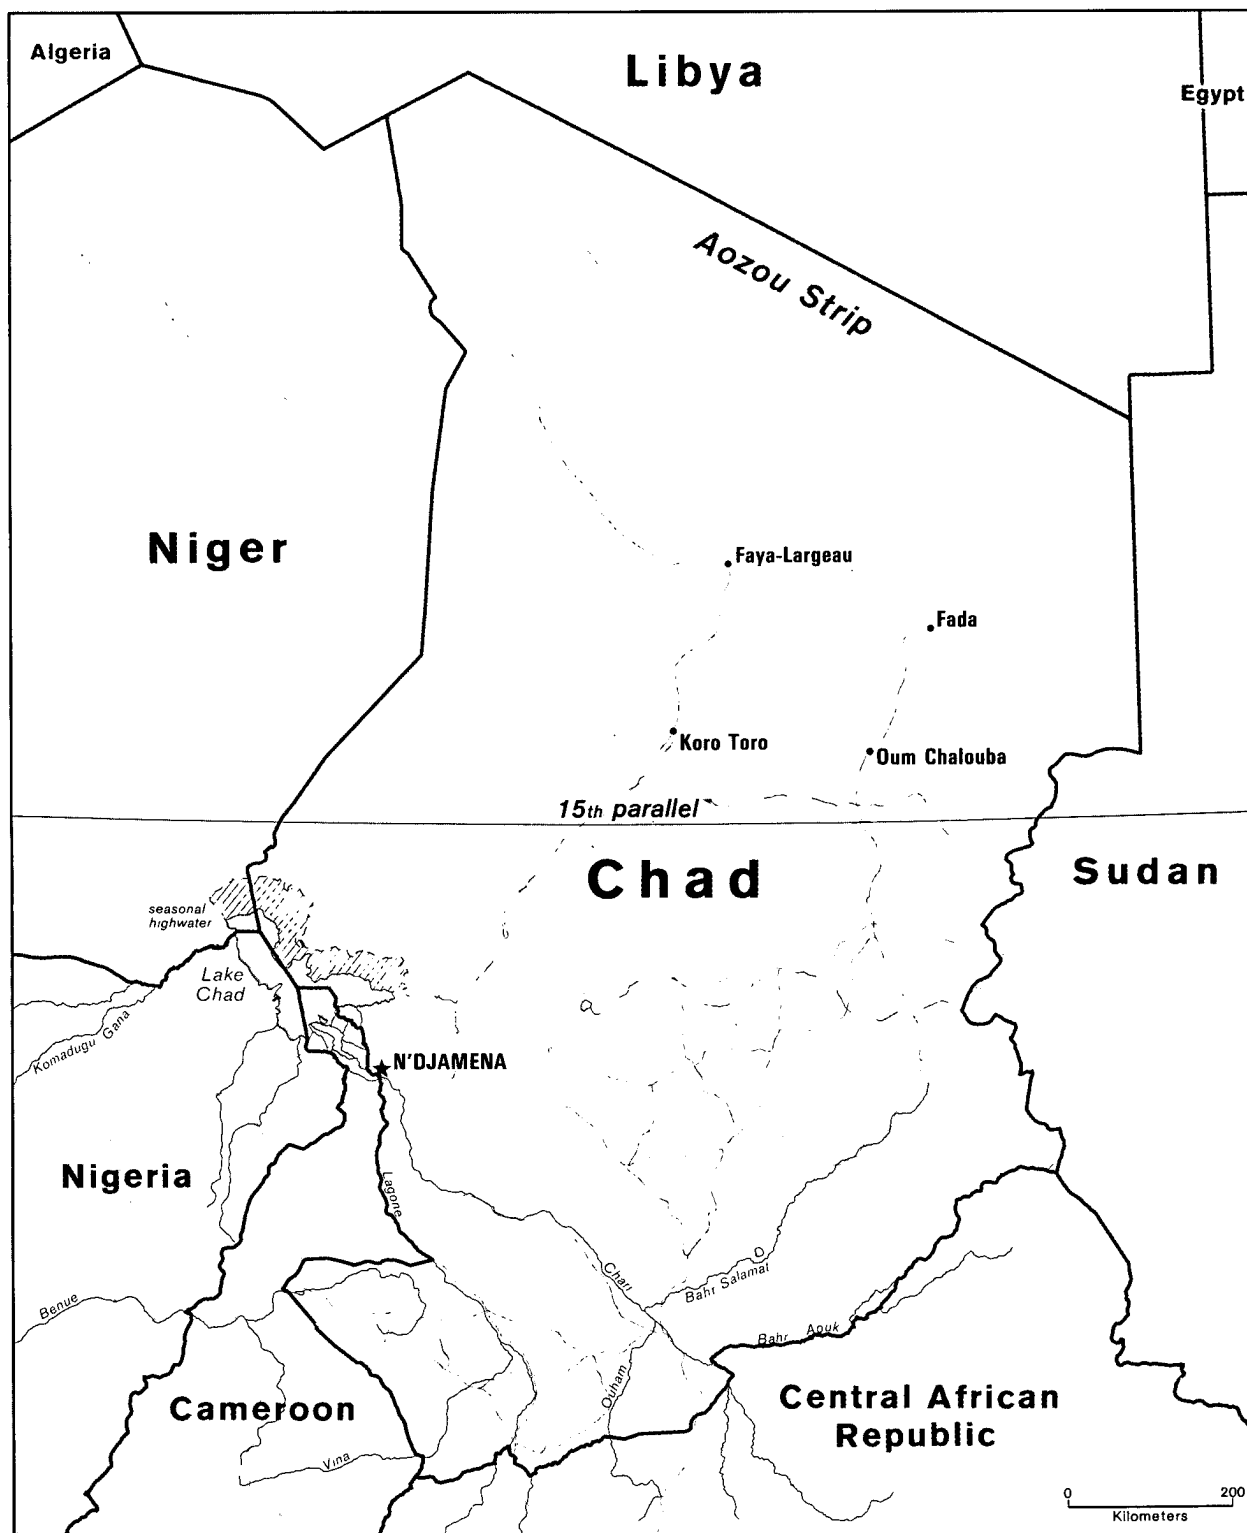 Algeria
Libya
Egypt
Aozou Strip
Niger
Faya-Largeau
Fada
Koro Toro
Oum Chalouba
15th parallel
Chad
Sudan
seasonal
highwater
Lake
Chad
Komadugu Gana
N'DJAMENA
Nigeria
Lagone
Chari
Bahr Salamat
Benue
Bahr Aouk
Ouham
Cameroon
Central African
Republic
Vina
0 200
Kilometers